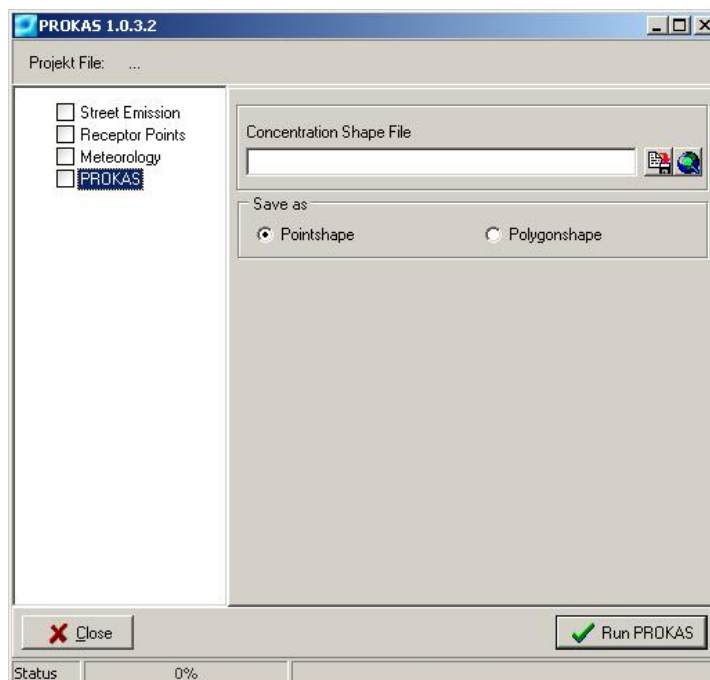 PROKAS 1.0.3.2
Projekt File: ...
Street Emission
Receptor Points
Meteorology
PROKAS
Concentration Shape File
Save as
Pointshape
Polygonshape
Close
Run PROKAS
Status 0%